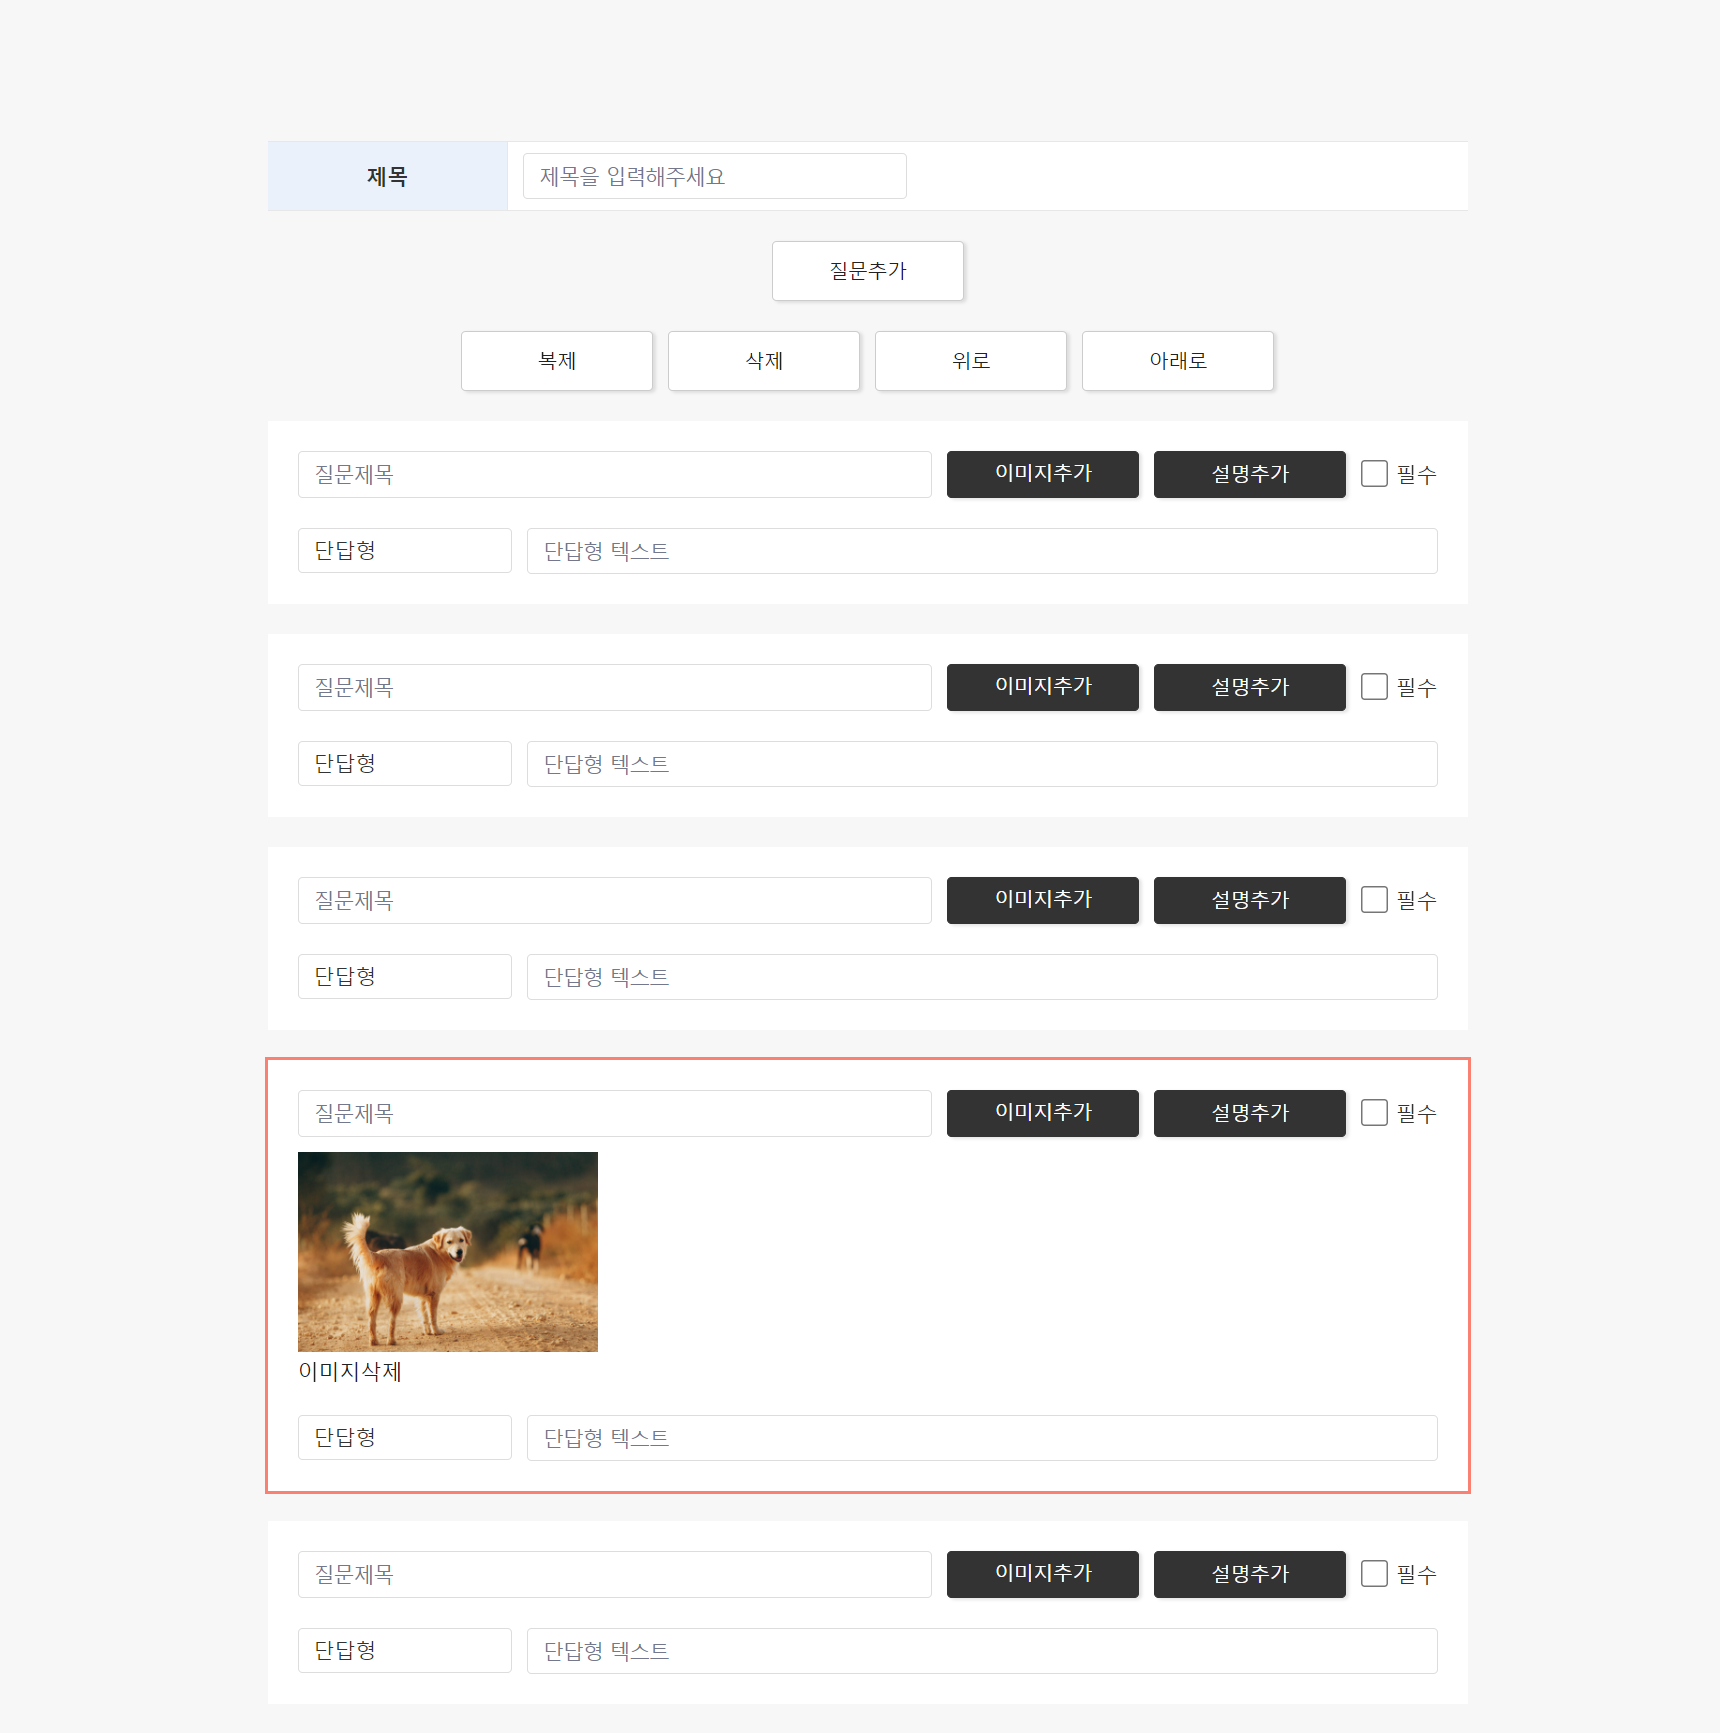 제목 제목을 입력해주세요
질문추가
복제 삭제 위로 아래로
질문제목 이미지추가 설명추가 필수
단답형 단답형 텍스트
질문제목 이미지추가 설명추가 필수
단답형 단답형 텍스트
질문제목 이미지추가 설명추가 필수
단답형 단답형 텍스트
질문제목 이미지추가 설명추가 필수
이미지삭제
단답형 단답형 텍스트
질문제목 이미지추가 설명추가 필수
단답형 단답형 텍스트